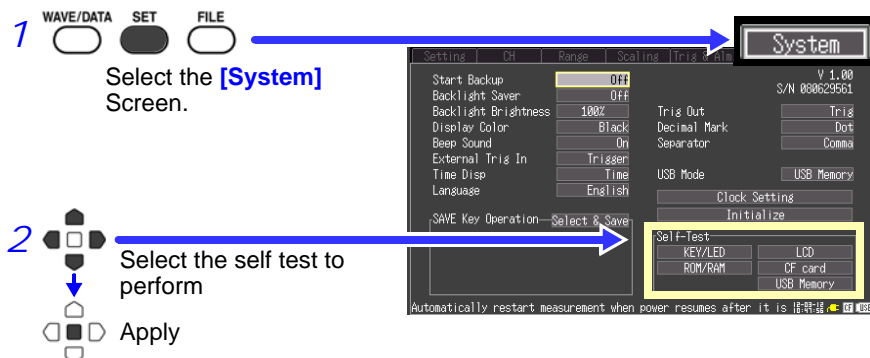 WAVE/DATA SET FILE
1
Select the [System]
Screen.
System
Setting CH Range Scaling Trig & Alm
V 1.00
S/N 080629561
Start Backup Off
Backlight Saver Off
Backlight Brightness 100%
Display Color Black
Beep Sound On
External Trig In Trigger
Time Disp Time
Language English
Trig Out Trig
Decimal Mark Dot
Separator Comma
USB Mode USB Memory
Clock Setting
Initialize
SAVE Key Operation Select & Save
Self-Test
KEY/LED LCD
ROM/RAM CF card
USB Memory
Automatically restart measurement when power resumes after it is
CF USB
2
Select the self test to
perform
Apply